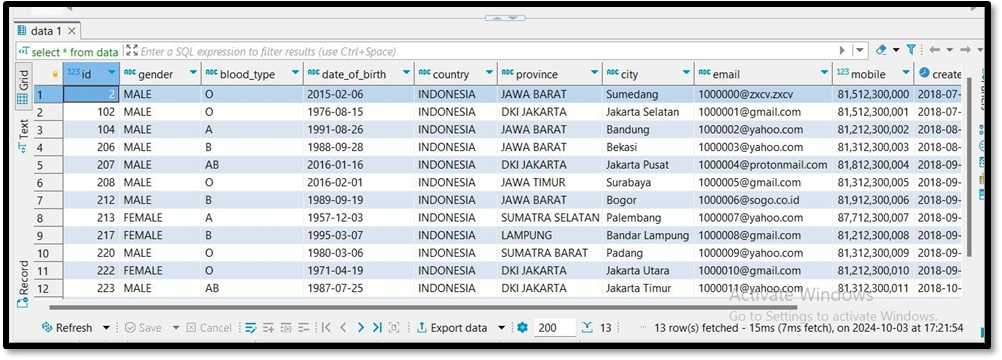 data 1
select * from data Enter a SQL expression to filter results (use Ctrl+Space)
Grid
Text
Record
123 id ABC gender ABC blood_type ABC date_of_birth ABC country ABC province ABC city ABC email 123 mobile create
1 2 MALE O 2015-02-06 INDONESIA JAWA BARAT Sumedang 1000000@zxcv.zxcv 81,512,300,000 2018-07-
2 102 MALE O 1976-08-15 INDONESIA DKI JAKARTA Jakarta Selatan 1000001@gmail.com 81,512,300,001 2018-07-
3 104 MALE A 1991-08-26 INDONESIA JAWA BARAT Bandung 1000002@yahoo.com 81,212,300,002 2018-08-
4 206 MALE B 1988-09-28 INDONESIA JAWA BARAT Bekasi 1000003@yahoo.com 81,312,300,003 2018-08-
5 207 MALE AB 2016-01-16 INDONESIA DKI JAKARTA Jakarta Pusat 1000004@protonmail.com 81,812,300,004 2018-09-
6 208 MALE O 2016-02-01 INDONESIA JAWA TIMUR Surabaya 1000005@gmail.com 81,312,300,005 2018-09-
7 212 MALE B 1989-09-19 INDONESIA JAWA BARAT Bogor 1000006@sogo.co.id 81,912,300,006 2018-09-
8 213 FEMALE A 1957-12-03 INDONESIA SUMATRA SELATAN Palembang 1000007@yahoo.com 87,712,300,007 2018-09-
9 217 FEMALE B 1995-03-07 INDONESIA LAMPUNG Bandar Lampung 1000008@gmail.com 81,212,300,008 2018-09-
10 220 MALE O 1980-03-06 INDONESIA SUMATRA BARAT Padang 1000009@yahoo.com 81,312,300,009 2018-09-
11 222 FEMALE O 1971-04-19 INDONESIA DKI JAKARTA Jakarta Utara 1000010@gmail.com 81,212,300,010 2018-09-
12 223 MALE AB 1987-07-25 INDONESIA DKI JAKARTA Jakarta Timur 1000011@yahoo.com 81,312,300,011 2018-10-
Activate Windows
Go to Settings to activate Windows.
Refresh Save Cancel Export data 200 13 13 row(s) fetched - 15ms (7ms fetch), on 2024-10-03 at 17:21:54